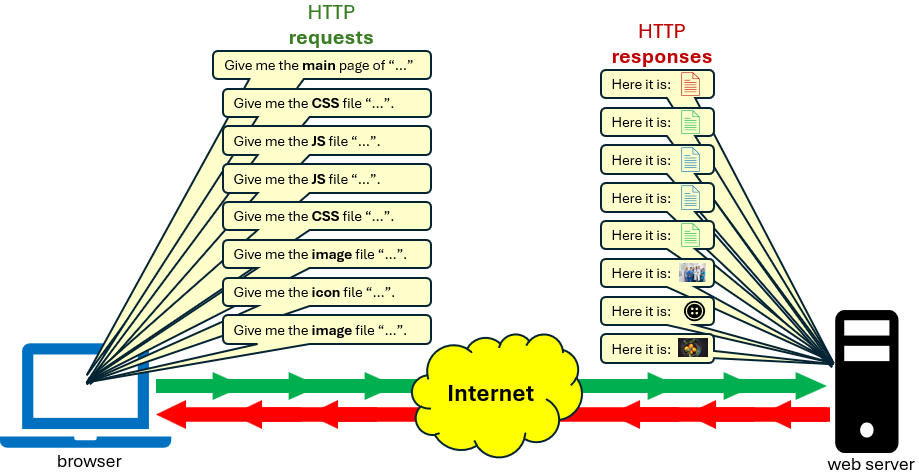 HTTP
requests
Give me the main page of “...”
Give me the CSS file “...”.
Give me the JS file “...”.
Give me the JS file “...”.
Give me the CSS file “...”.
Give me the image file “...”.
Give me the icon file “...”.
Give me the image file “...”.
HTTP
responses
Here it is:
Here it is:
Here it is:
Here it is:
Here it is:
Here it is:
Here it is:
Here it is:
Internet
browser
web server